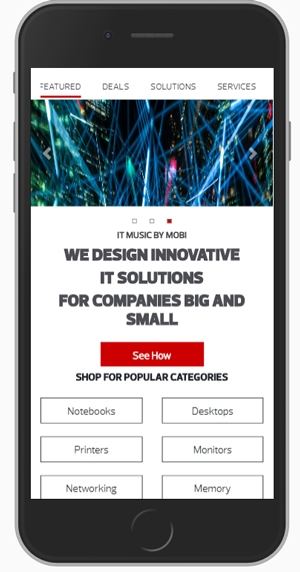 FEATURED DEALS SOLUTIONS SERVICES
IT MUSIC BY MOBI
WE DESIGN INNOVATIVE
IT SOLUTIONS
FOR COMPANIES BIG AND
SMALL
See How
SHOP FOR POPULAR CATEGORIES
Notebooks Desktops
Printers Monitors
Networking Memory